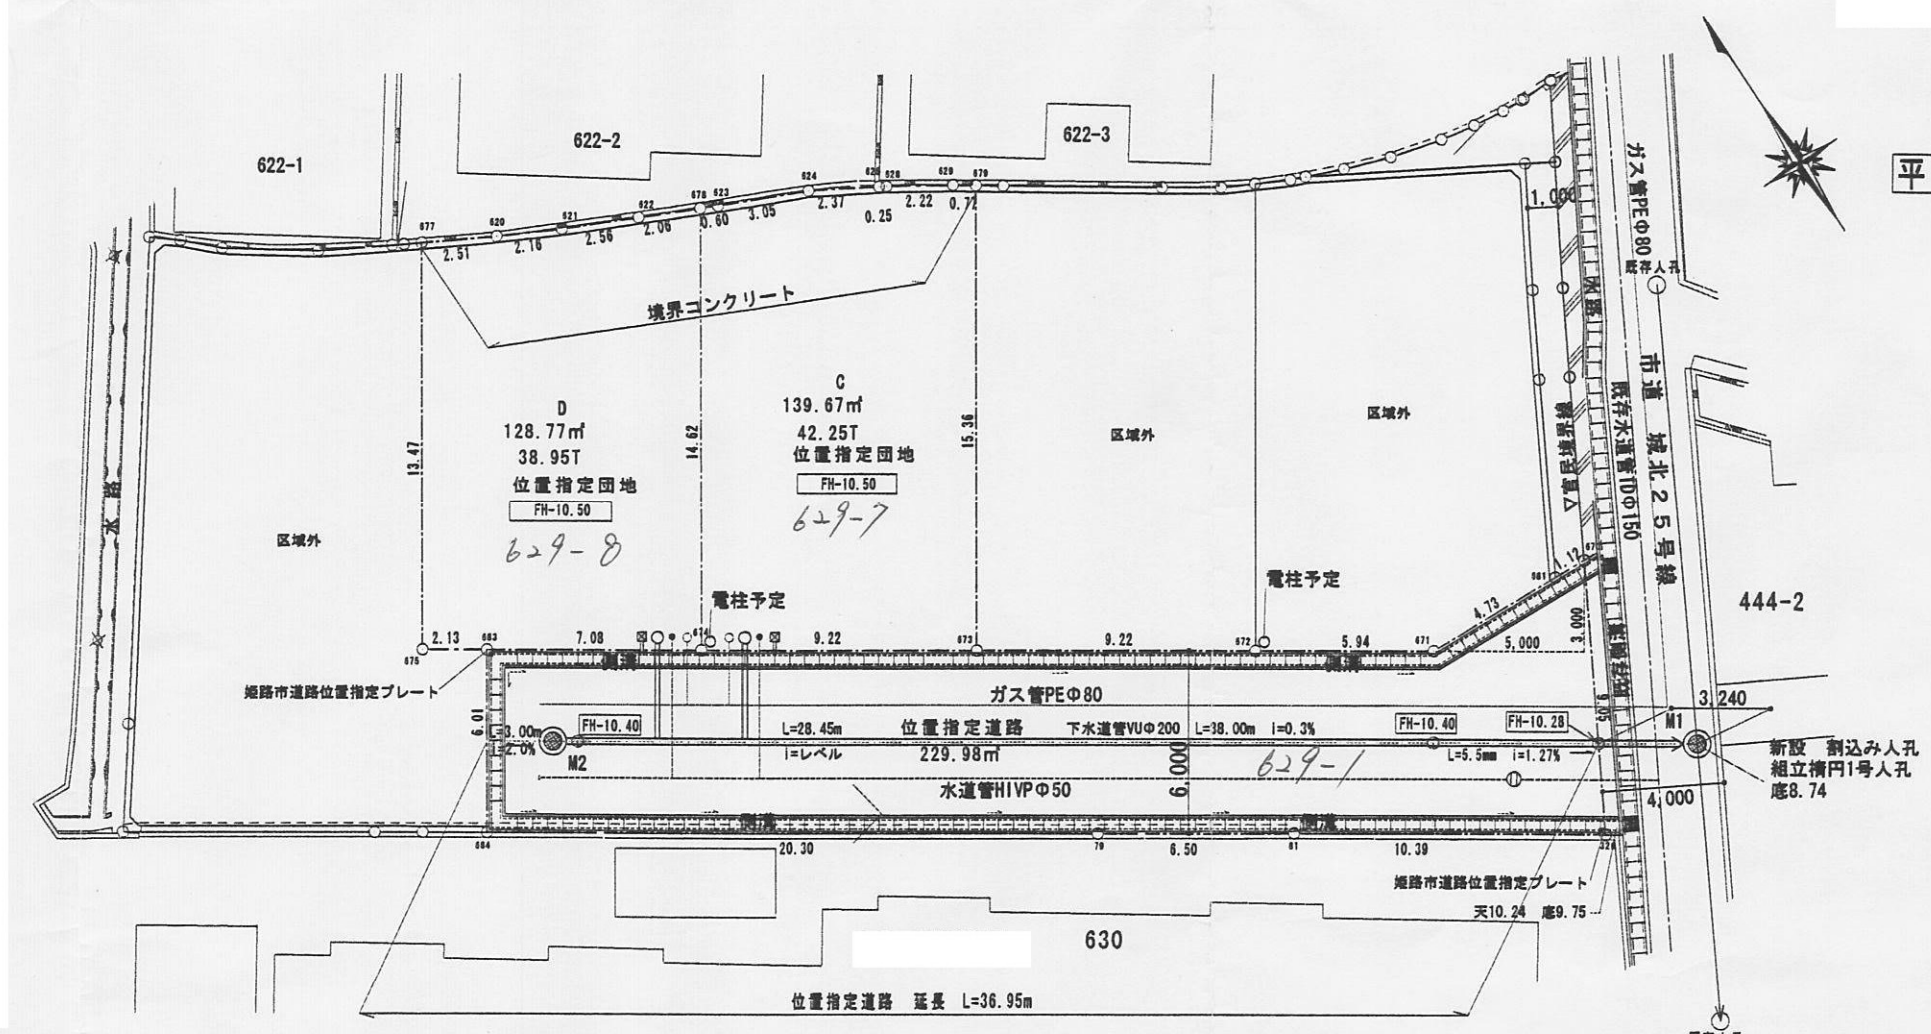 平
622-1
622-2
622-3
ガス管PEΦ80
既存人孔
水路
市道 城北25号線
既存水道管TDΦ150
1,000
677
2.51
620
2.16
621
2.56
622
2.06
678
0.60
623
3.05
624
2.37
625
0.25
628
2.22
629
679
境界コンクリート
水路
区域外
D
128.77㎡
38.95T
位置指定団地
FH-10.50
629-8
C
139.67㎡
42.25T
位置指定団地
FH-10.50
629-7
区域外
区域外
13.47
14.62
15.36
電柱予定
電柱予定
444-2
681
1.12
4.73
3,000
2.13
675
683
7.08
674
9.22
673
9.22
672
5.94
671
5,000
側溝
側溝
姫路市道路位置指定プレート
ガス管PEΦ80
6.01
L=3.00m
i=2.0%
FH-10.40
M2
L=28.45m
i=レベル
位置指定道路
229.98㎡
下水道管VUΦ200
L=38.00m i=0.3%
FH-10.40
FH-10.28
L=5.5mm i=1.27%
629-1
6,000
9.05
M1
3,240
4,000
新設 割込み人孔
組立楕円1号人孔
底8.74
水道管HIVPΦ50
側溝
側溝
684
20.30
79
6.50
81
10.39
姫路市道路位置指定プレート
天10.24 底9.75
630
位置指定道路 延長 L=36.95m